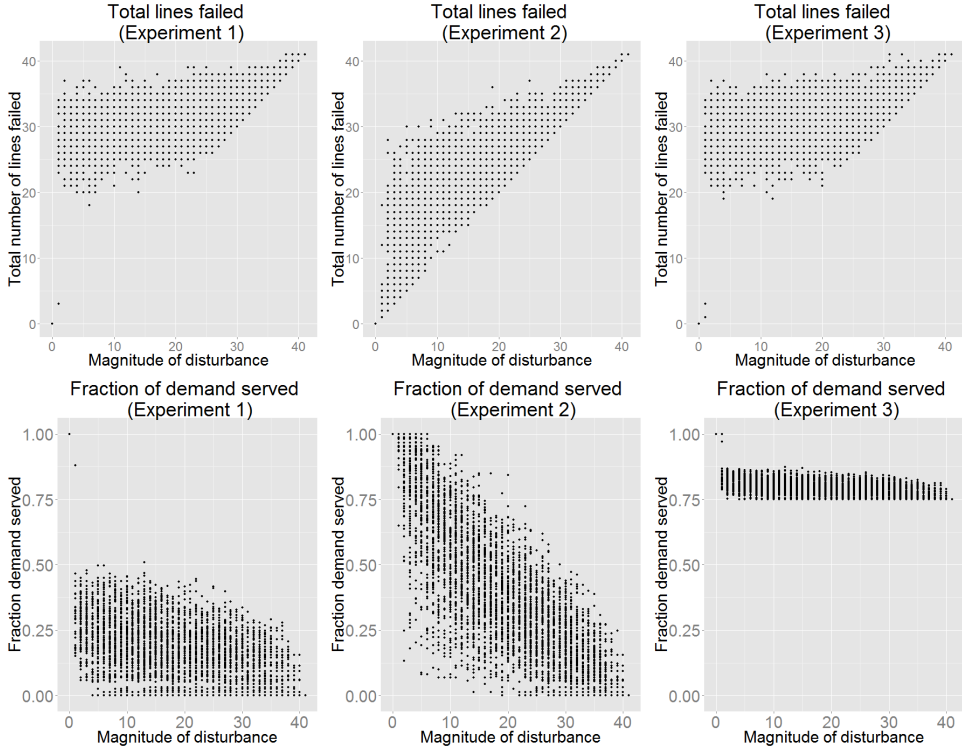 Total lines failed
(Experiment 1)
Total number of lines failed
40
30
20
10
0
0
10
20
30
40
Magnitude of disturbance
Total lines failed
(Experiment 2)
Total number of lines failed
40
30
20
10
0
0
10
20
30
40
Magnitude of disturbance
Total lines failed
(Experiment 3)
Total number of lines failed
40
30
20
10
0
0
10
20
30
40
Magnitude of disturbance
Fraction of demand served
(Experiment 1)
Fraction demand served
1.00
0.75
0.50
0.25
0.00
0
10
20
30
40
Magnitude of disturbance
Fraction of demand served
(Experiment 2)
Fraction demand served
1.00
0.75
0.50
0.25
0.00
0
10
20
30
40
Magnitude of disturbance
Fraction of demand served
(Experiment 3)
Fraction demand served
1.00
0.75
0.50
0.25
0.00
0
10
20
30
40
Magnitude of disturbance